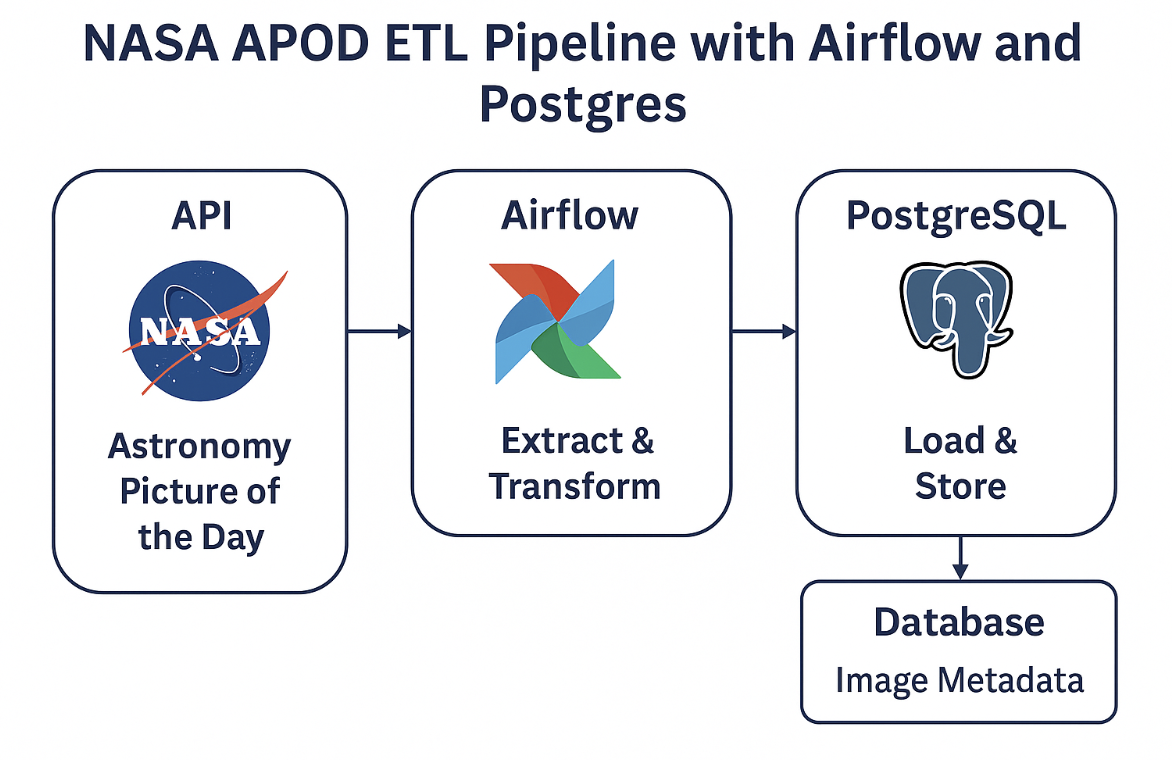 NASA APOD ETL Pipeline with Airflow and
Postgres
API
NASA
Astronomy
Picture of
the Day
Airflow
Extract &
Transform
PostgreSQL
Load &
Store
Database
Image Metadata